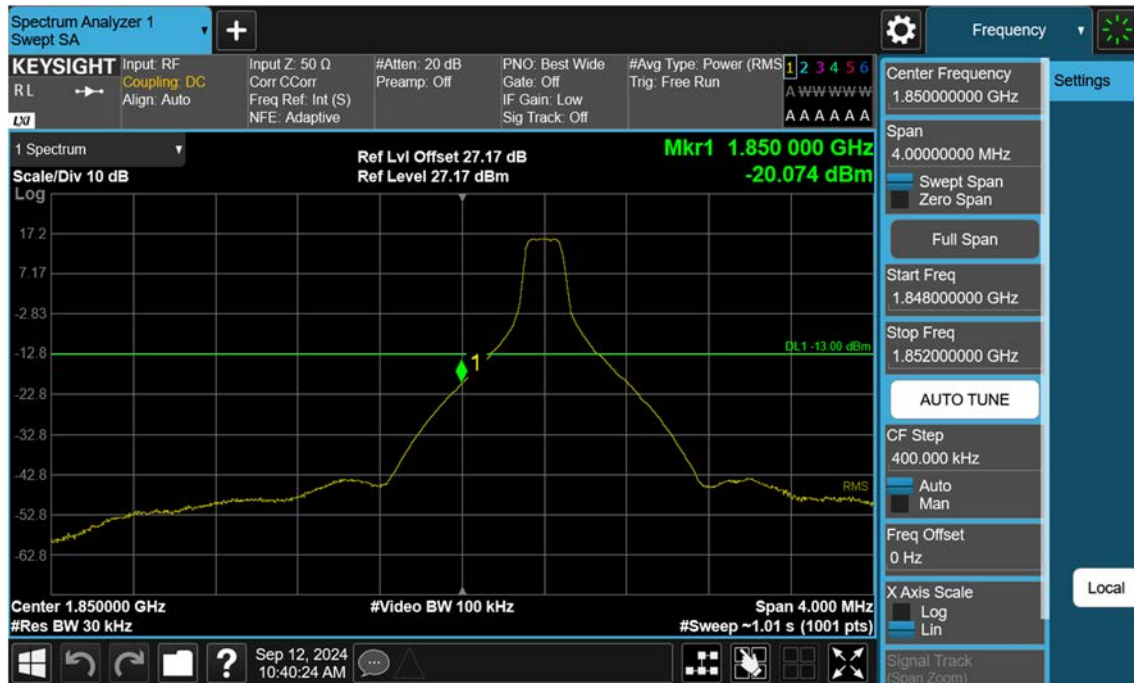 Spectrum Analyzer 1
Swept SA
+
Frequency
KEYSIGHT
RL
LXI
Input: RF
Coupling: DC
Align: Auto
Input Z: 50 Ω
Corr CCorr
Freq Ref: Int (S)
NFE: Adaptive
#Atten: 20 dB
Preamp: Off
PNO: Best Wide
Gate: Off
IF Gain: Low
Sig Track: Off
#Avg Type: Power (RMS
Trig: Free Run
1 2 3 4 5 6
A W W W W W
A A A A A A
1 Spectrum
Scale/Div 10 dB
Log
Ref Lvl Offset 27.17 dB
Ref Level 27.17 dBm
Mkr1 1.850 000 GHz
-20.074 dBm
17.2
7.17
-2.83
-12.8
-22.8
-32.8
-42.8
-52.8
-62.8
DL1 -13.00 dBm
1
RMS
Center 1.850000 GHz
#Res BW 30 kHz
#Video BW 100 kHz
Span 4.000 MHz
#Sweep ~1.01 s (1001 pts)
Center Frequency
1.850000000 GHz
Span
4.00000000 MHz
Swept Span
Zero Span
Full Span
Start Freq
1.848000000 GHz
Stop Freq
1.852000000 GHz
AUTO TUNE
CF Step
400.000 kHz
Auto
Man
Freq Offset
0 Hz
X Axis Scale
Log
Lin
Signal Track
(Span Zoom)
Settings
Local
?
Sep 12, 2024
10:40:24 AM